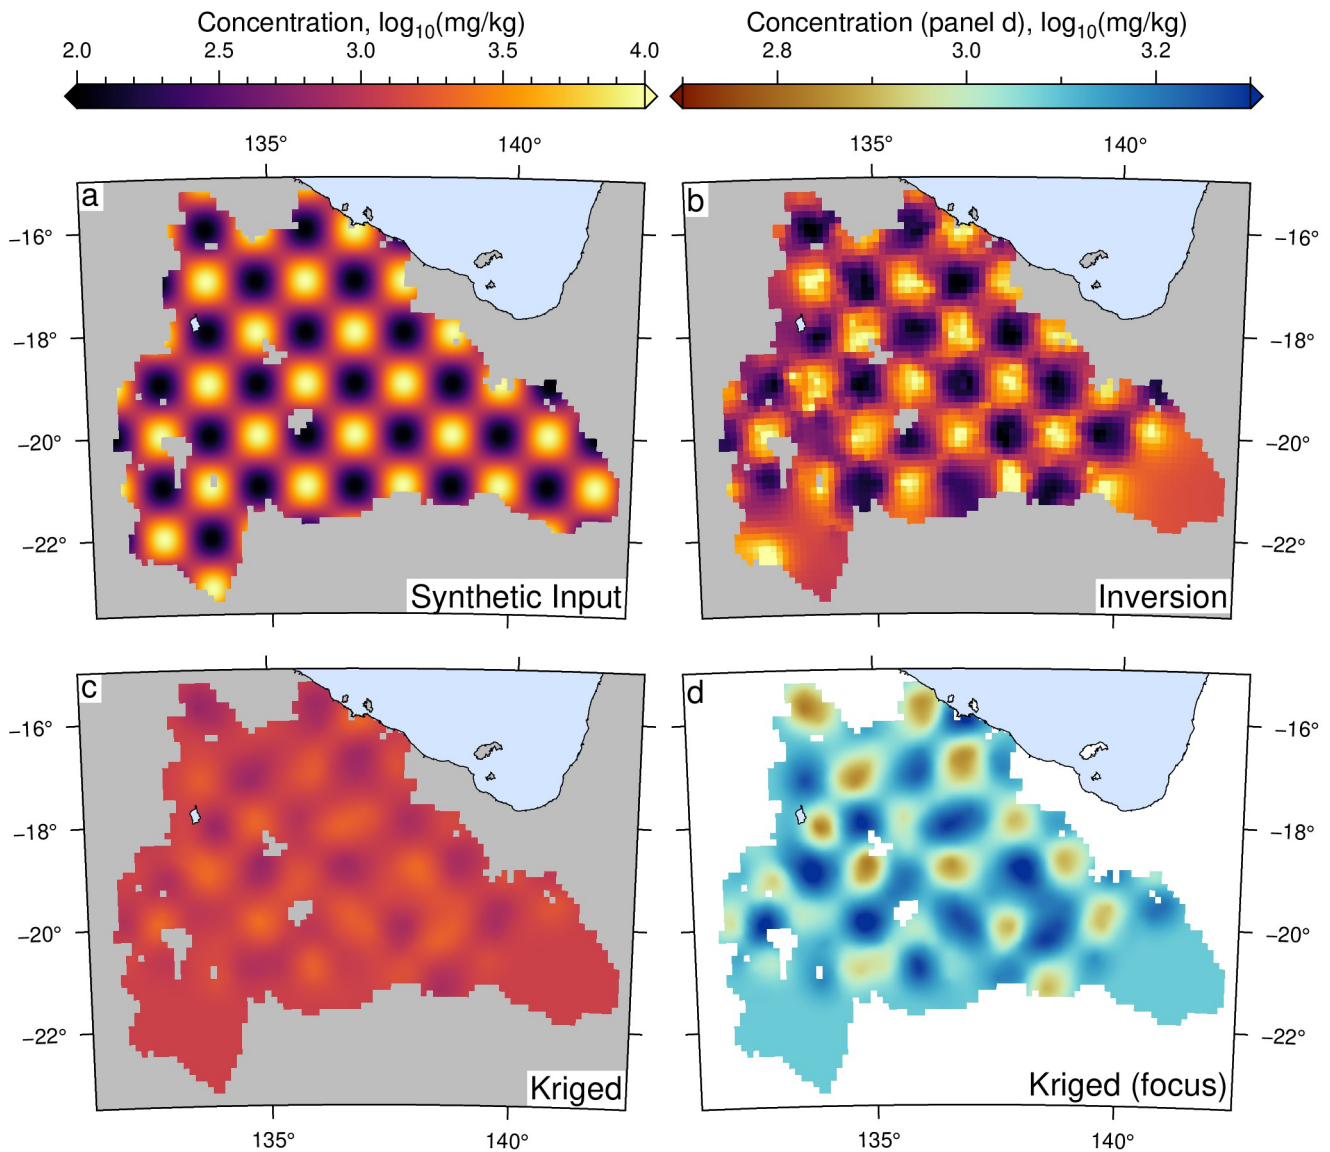 Concentration, log₁₀(mg/kg)
Concentration (panel d), log₁₀(mg/kg)
2.0 2.5 3.0 3.5 4.0
2.8 3.0 3.2
135° 140°
135° 140°
a
b
−16°
−18°
−20°
−22°
−16°
−18°
−20°
−22°
Synthetic Input
Inversion
c
d
−16°
−18°
−20°
−22°
−16°
−18°
−20°
−22°
Kriged
Kriged (focus)
135° 140°
135° 140°